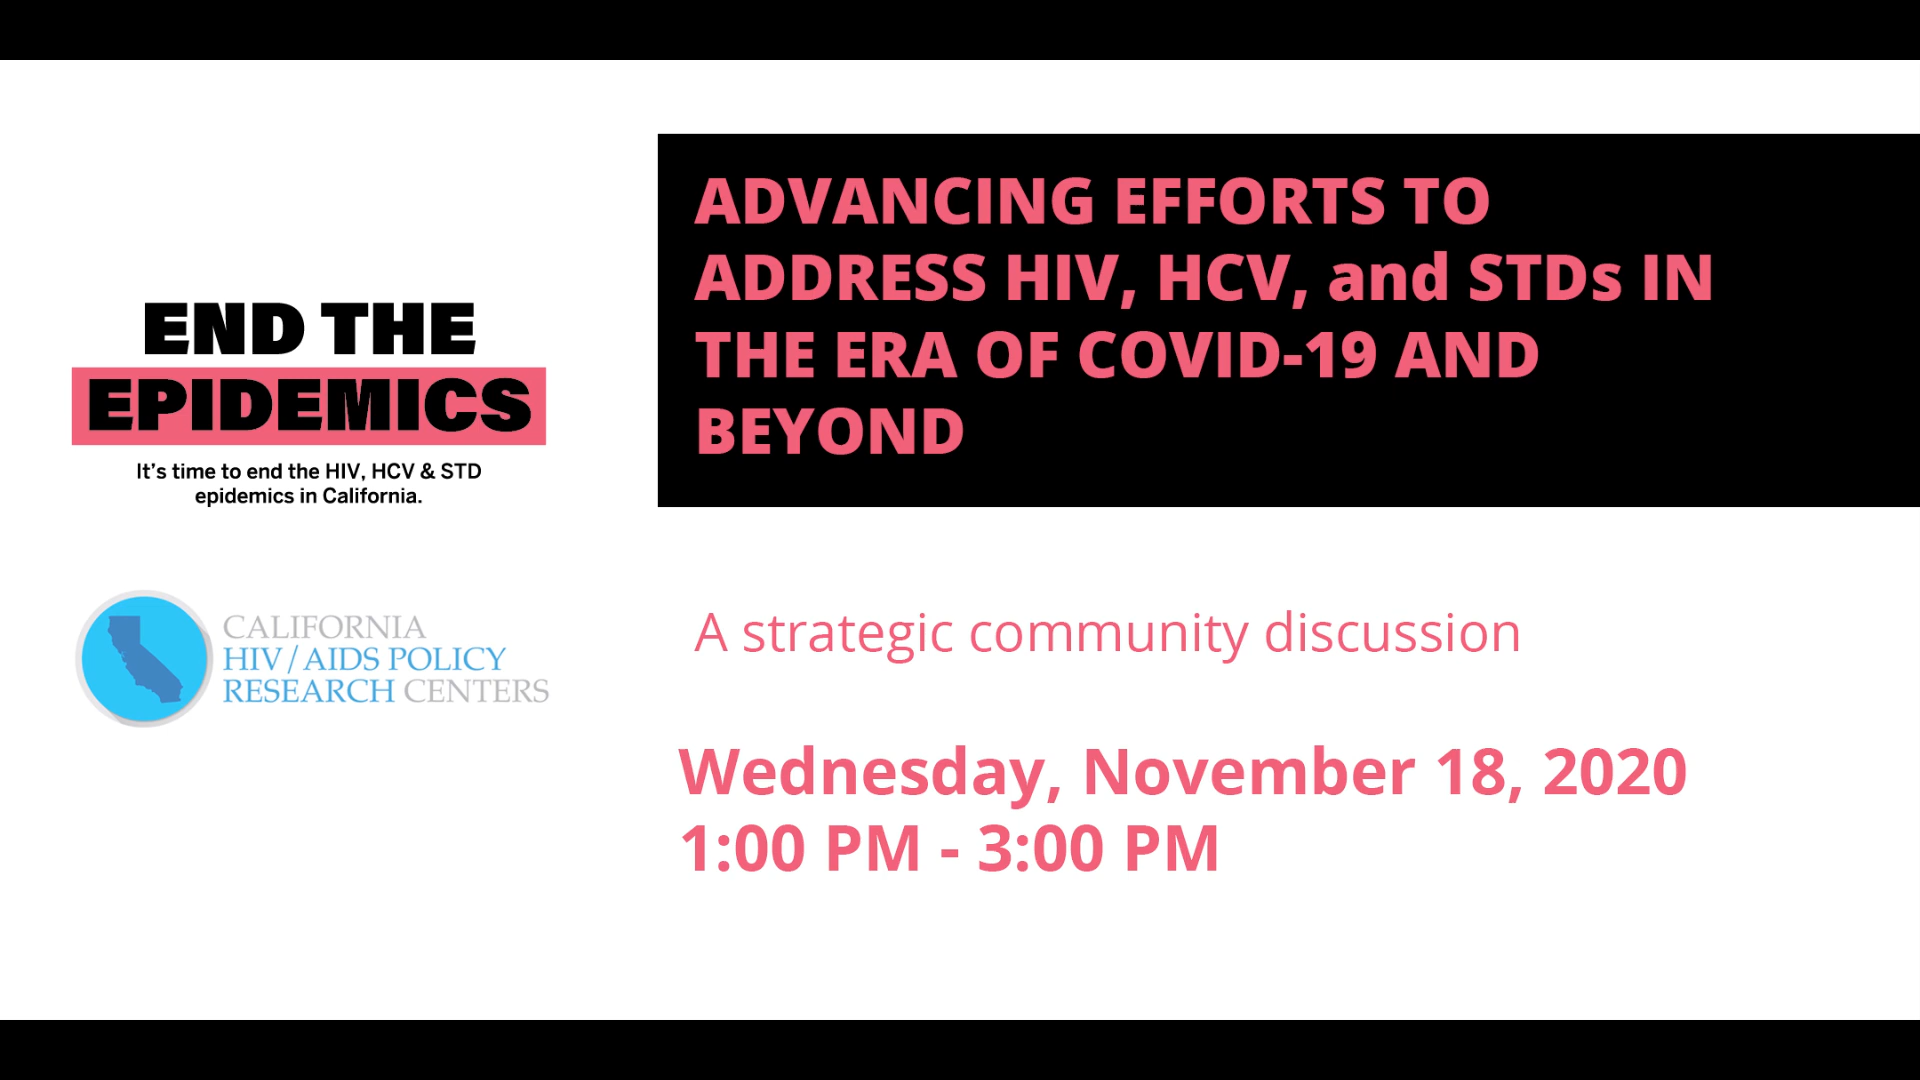 END THE
EPIDEMICS
It's time to end the HIV, HCV & STD
epidemics in California.
CALIFORNIA
HIV / AIDS POLICY
RESEARCH CENTERS
ADVANCING EFFORTS TO
ADDRESS HIV, HCV, and STDs IN
THE ERA OF COVID-19 AND
BEYOND
A strategic community discussion
Wednesday, November 18, 2020
1:00 PM - 3:00 PM